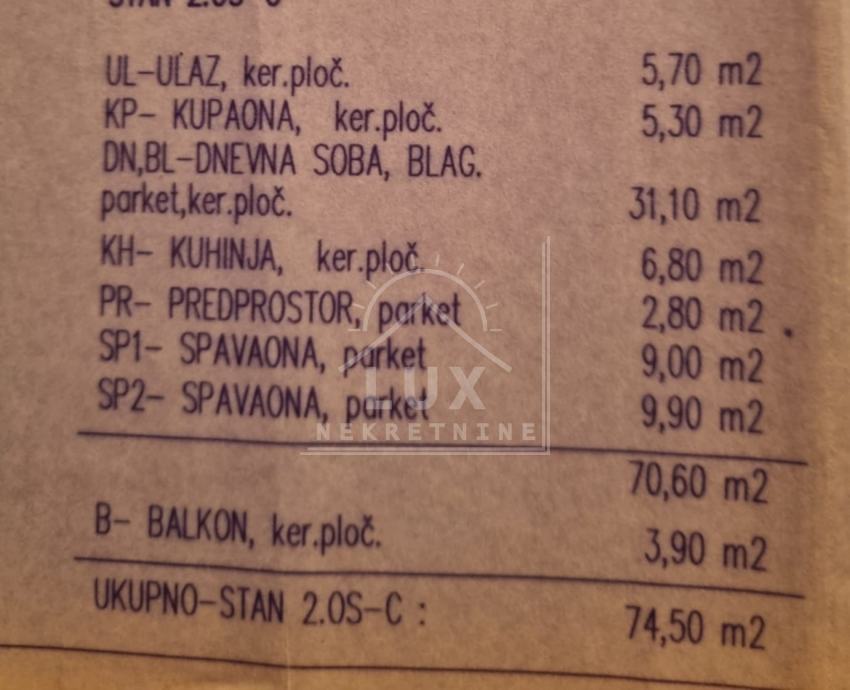 STAN 2.0S-C
UL-ULAZ, ker.ploč. 5,70 m2
KP- KUPAONA, ker.ploč. 5,30 m2
DN,BL-DNEVNA SOBA, BLAG.
parket,ker.ploč. 31,10 m2
KH- KUHINJA, ker.ploč. 6,80 m2
PR- PREDPROSTOR, parket 2,80 m2
SP1- SPAVAONA, parket 9,00 m2
SP2- SPAVAONA, parket 9,90 m2
LUX
NEKRETNINE
70,60 m2
B- BALKON, ker.ploč. 3,90 m2
UKUPNO-STAN 2.0S-C : 74,50 m2